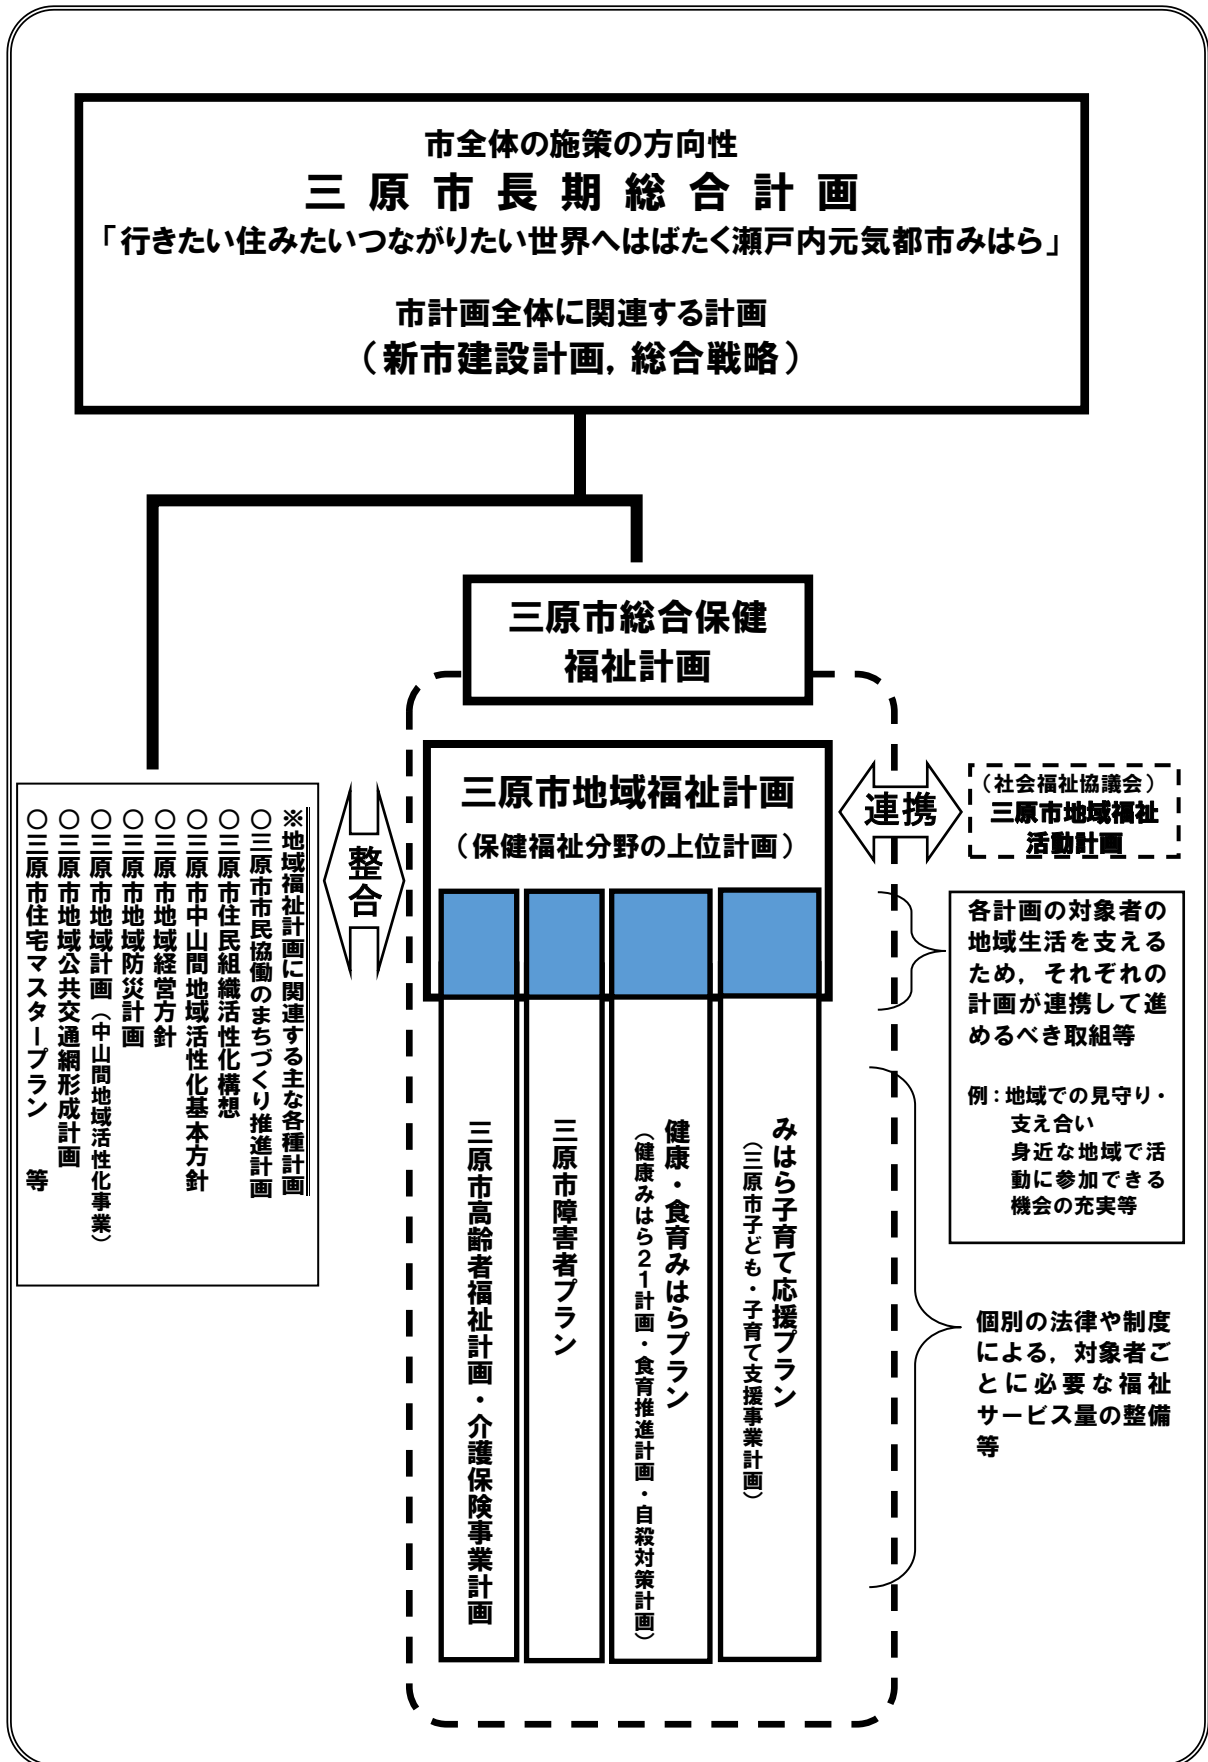 市全体の施策の方向性
三原市長期総合計画
「行きたい住みたいつながりたい世界へはばたく瀬戸内元気都市みはら」
市計画全体に関連する計画
（新市建設計画，総合戦略）
三原市総合保健
福祉計画
三原市地域福祉計画
（保健福祉分野の上位計画）
連携
（社会福祉協議会）
三原市地域福祉
活動計画
整合
※地域福祉計画に関連する主な各種計画
○三原市市民協働のまちづくり推進計画
○三原市住民組織活性化構想
○三原市中山間地域活性化基本方針
○三原市地域経営方針
○三原市地域防災計画
○三原市地域計画（中山間地域活性化事業）
○三原市地域公共交通網形成計画
○三原市住宅マスタープラン　等
各計画の対象者の
地域生活を支える
ため，それぞれの
計画が連携して進
めるべき取組等
例：地域での見守り・
支え合い
身近な地域で活
動に参加できる
機会の充実等
みはら子育て応援プラン
（三原市子ども・子育て支援事業計画）
健康・食育みはらプラン
（健康みはら２１計画・食育推進計画・自殺対策計画）
三原市障害者プラン
三原市高齢者福祉計画・介護保険事業計画
個別の法律や制度
による，対象者ご
とに必要な福祉
サービス量の整備
等